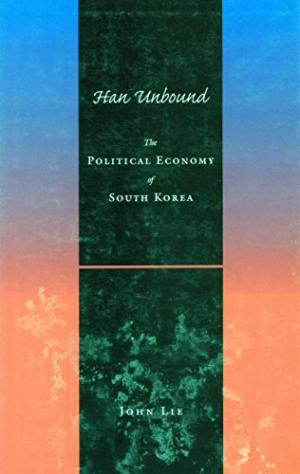 Han Unbound
The
Political Economy
of
South Korea
John Lie